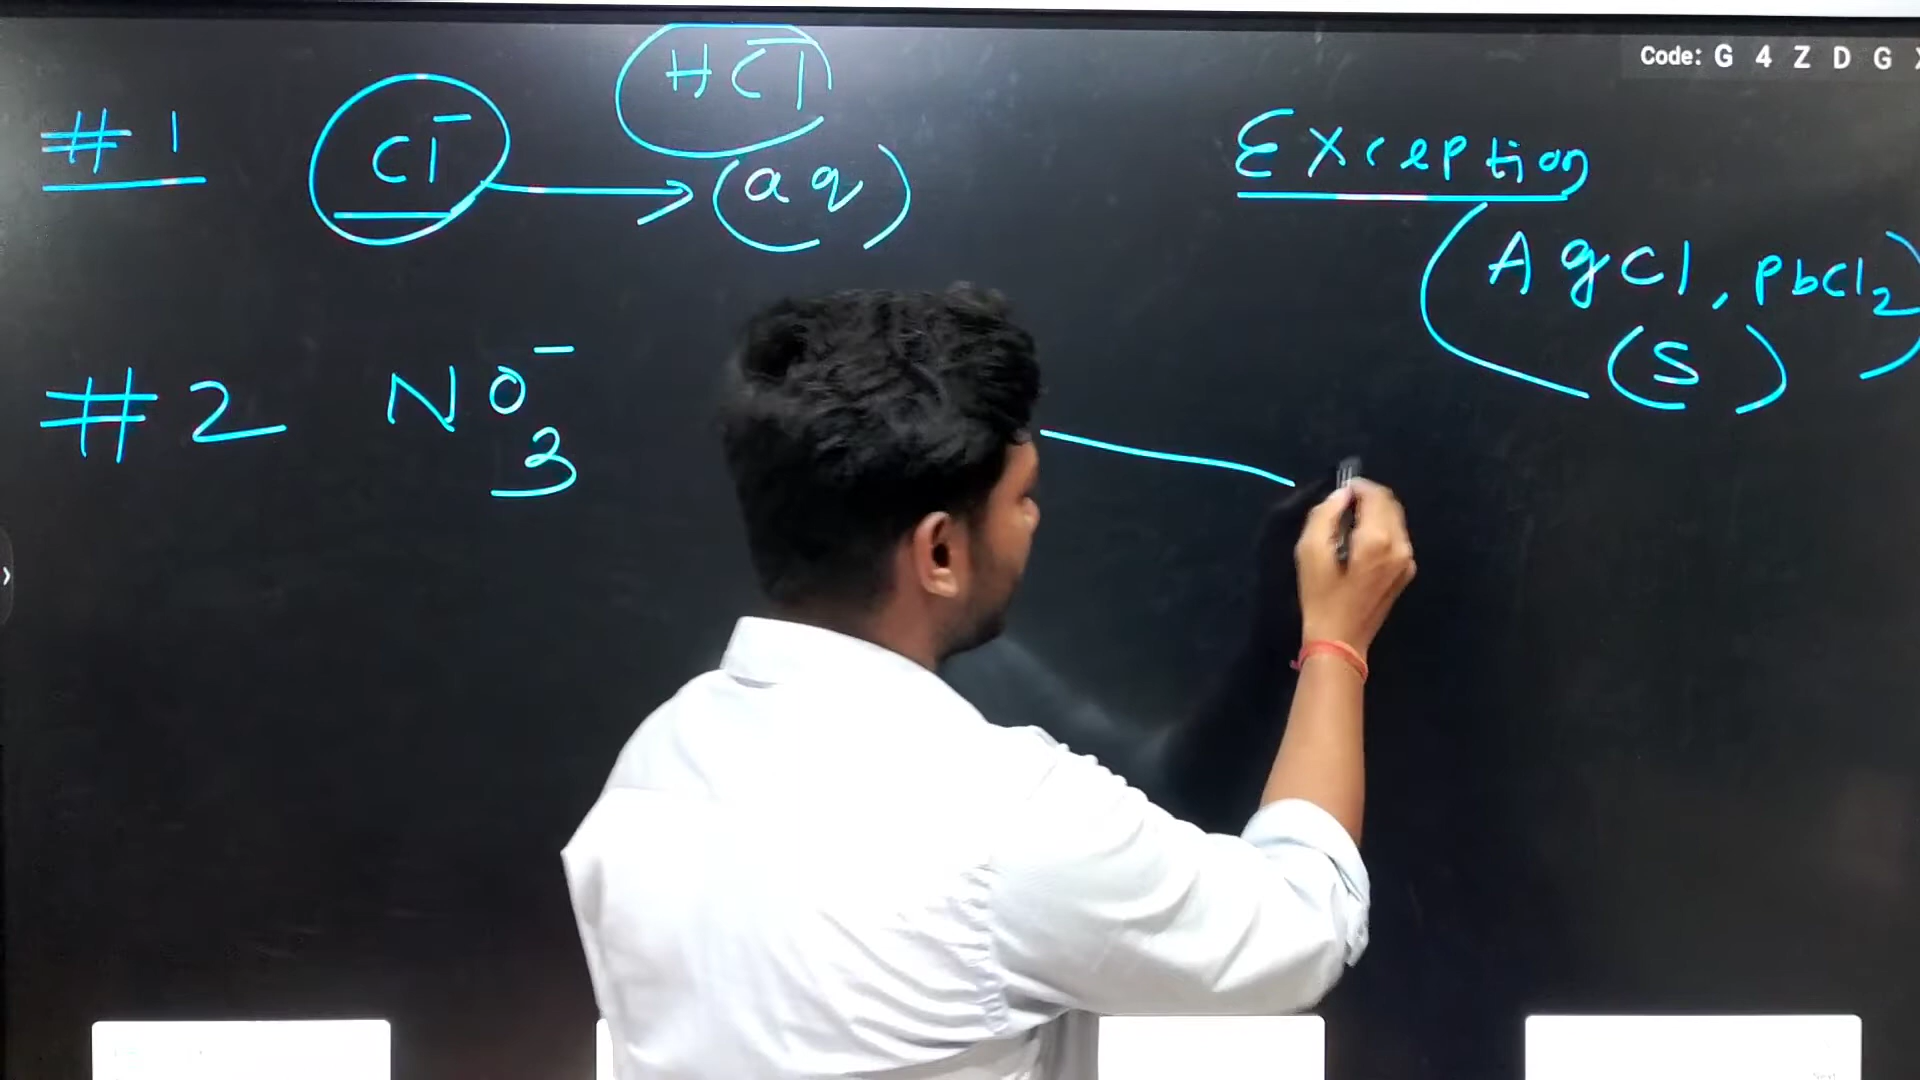 Code: G 4 Z D G
#1 Cl⁻ HCl (aq)
Exception
(AgCl, PbCl₂)
(S)
#2 NO₃⁻